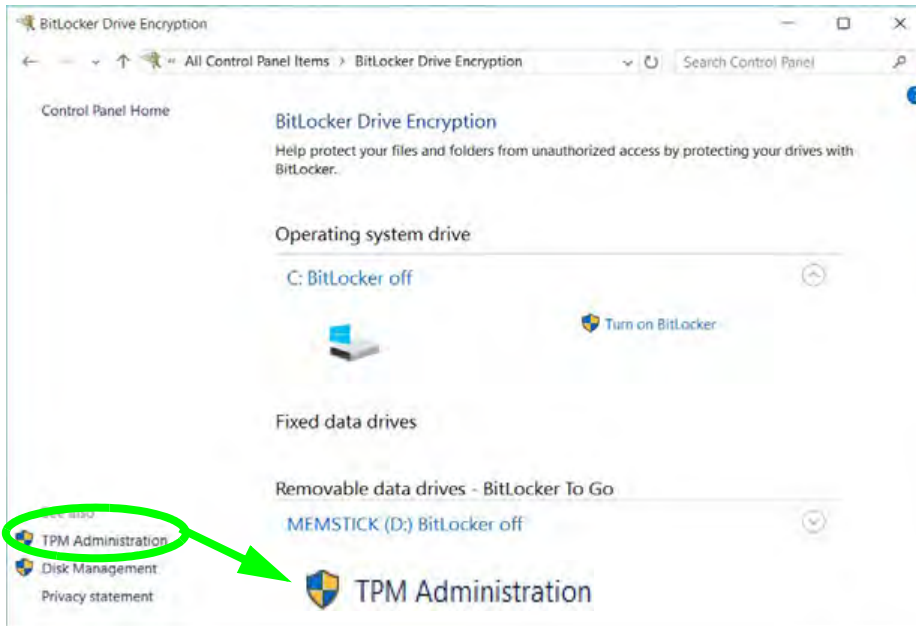 BitLocker Drive Encryption
« All Control Panel Items > BitLocker Drive Encryption
Search Control Panel
Control Panel Home
BitLocker Drive Encryption
Help protect your files and folders from unauthorized access by protecting your drives with
BitLocker.
Operating system drive
C: BitLocker off
Turn on BitLocker
Fixed data drives
Removable data drives - BitLocker To Go
MEMSTICK (D:) BitLocker off
See also
TPM Administration
Disk Management
Privacy statement
TPM Administration